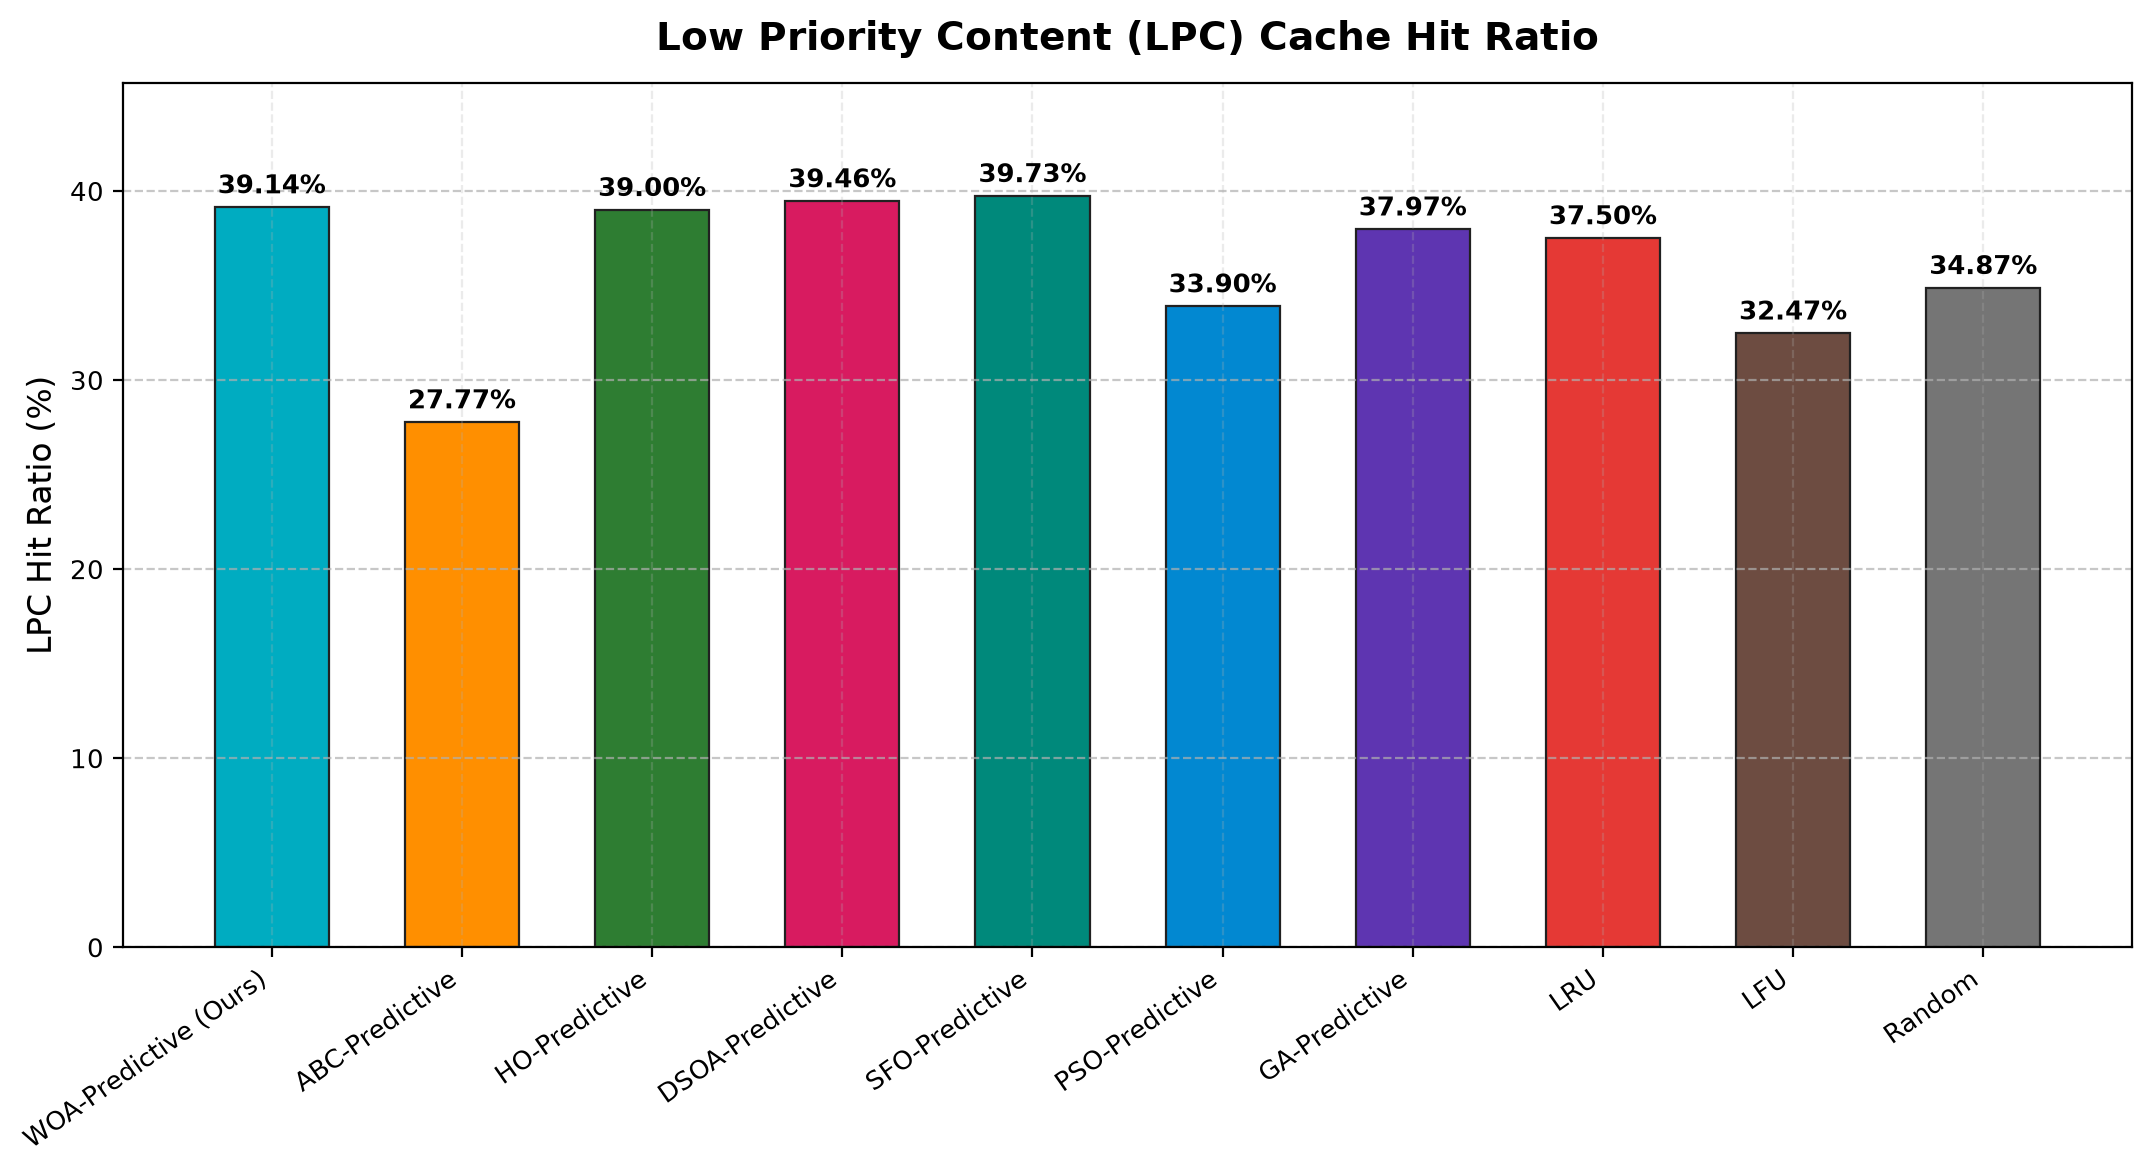 Low Priority Content (LPC) Cache Hit Ratio
LPC Hit Ratio (%)
40
30
20
10
0
39.14%
27.77%
39.00%
39.46%
39.73%
33.90%
37.97%
37.50%
32.47%
34.87%
WOA-Predictive (Ours)
ABC-Predictive
HO-Predictive
DSOA-Predictive
SFO-Predictive
PSO-Predictive
GA-Predictive
LRU
LFU
Random